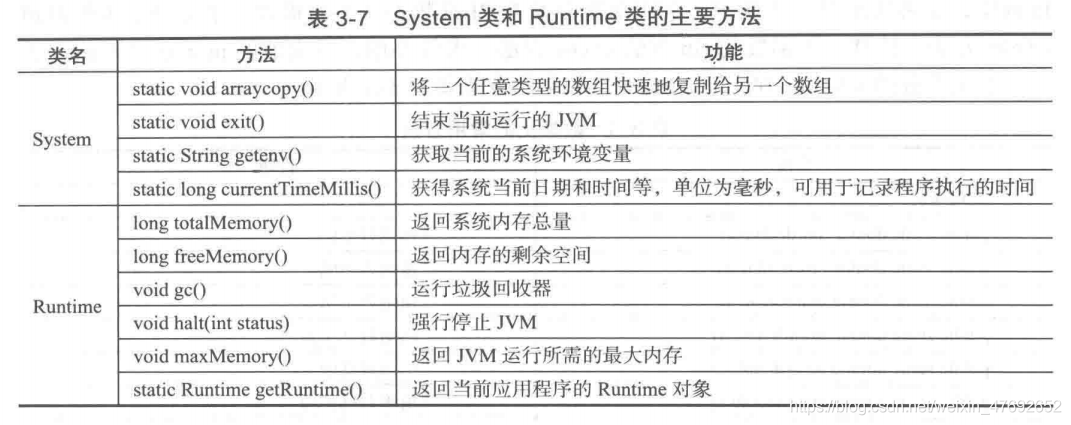 表 3-7 System 类和 Runtime 类的主要方法
类名 方法 功能
static void arraycopy() 将一个任意类型的数组快速地复制给另一个数组
static void exit() 结束当前运行的 JVM
System
static String getenv() 获取当前的系统环境变量
static long currentTimeMillis() 获得系统当前日期和时间等，单位为毫秒，可用于记录程序执行的时间
long totalMemory() 返回系统内存总量
long freeMemory() 返回内存的剩余空间
void gc() 运行垃圾回收器
Runtime
void halt(int status) 强行停止 JVM
void maxMemory() 返回 JVM 运行所需的最大内存
static Runtime getRuntime() 返回当前应用程序的 Runtime 对象
https://blog.csdn.net/weixin_47692652